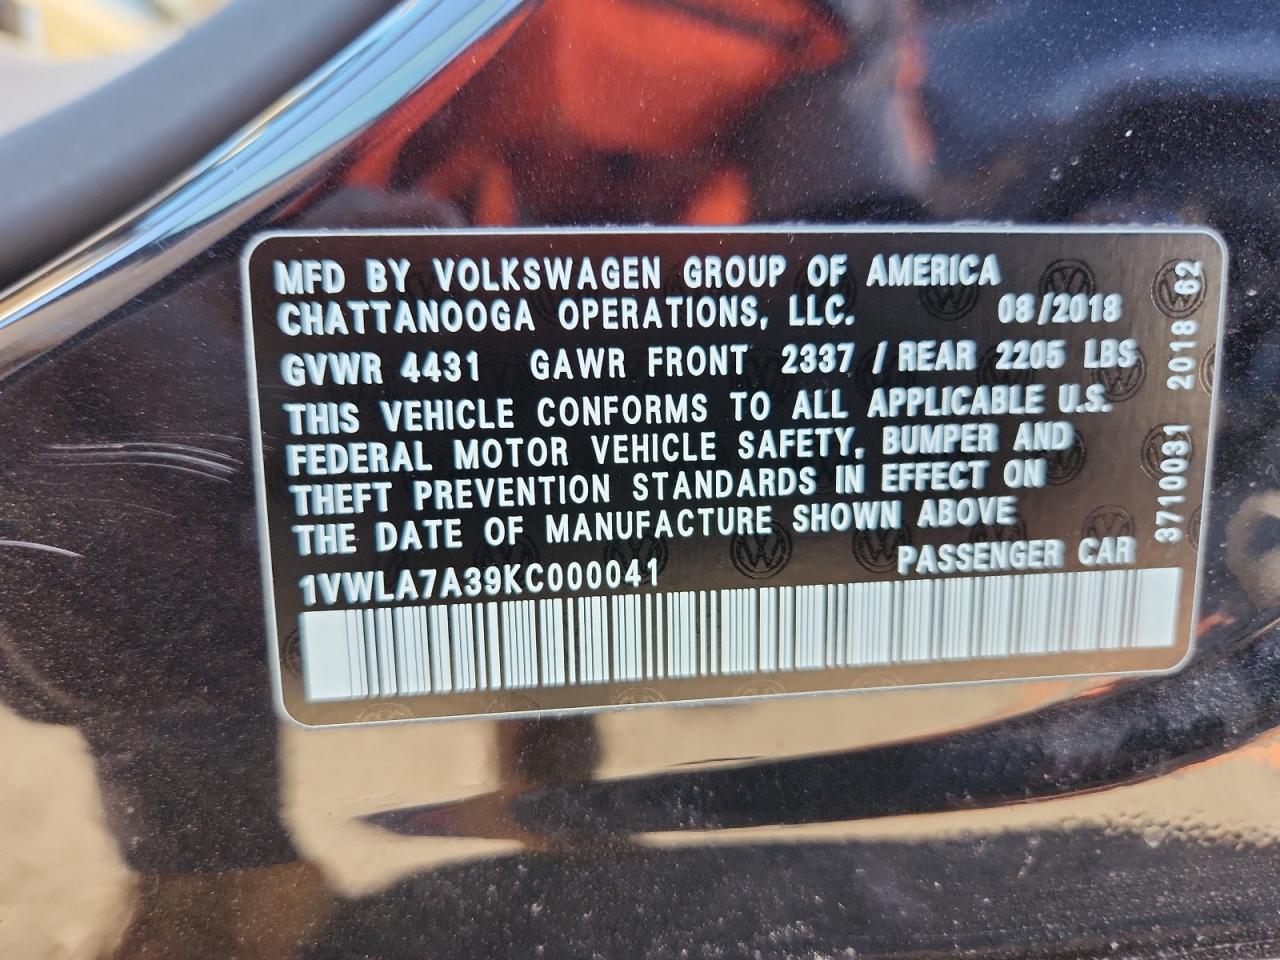 MFD BY VOLKSWAGEN GROUP OF AMERICA
CHATTANOOGA OPERATIONS, LLC. 08/2018
GVWR 4431 GAWR FRONT 2337 / REAR 2205 LBS
THIS VEHICLE CONFORMS TO ALL APPLICABLE U.S.
FEDERAL MOTOR VEHICLE SAFETY, BUMPER AND
THEFT PREVENTION STANDARDS IN EFFECT ON
THE DATE OF MANUFACTURE SHOWN ABOVE
1VWLA7A39KC000041 PASSENGER CAR
3710031 2018 62